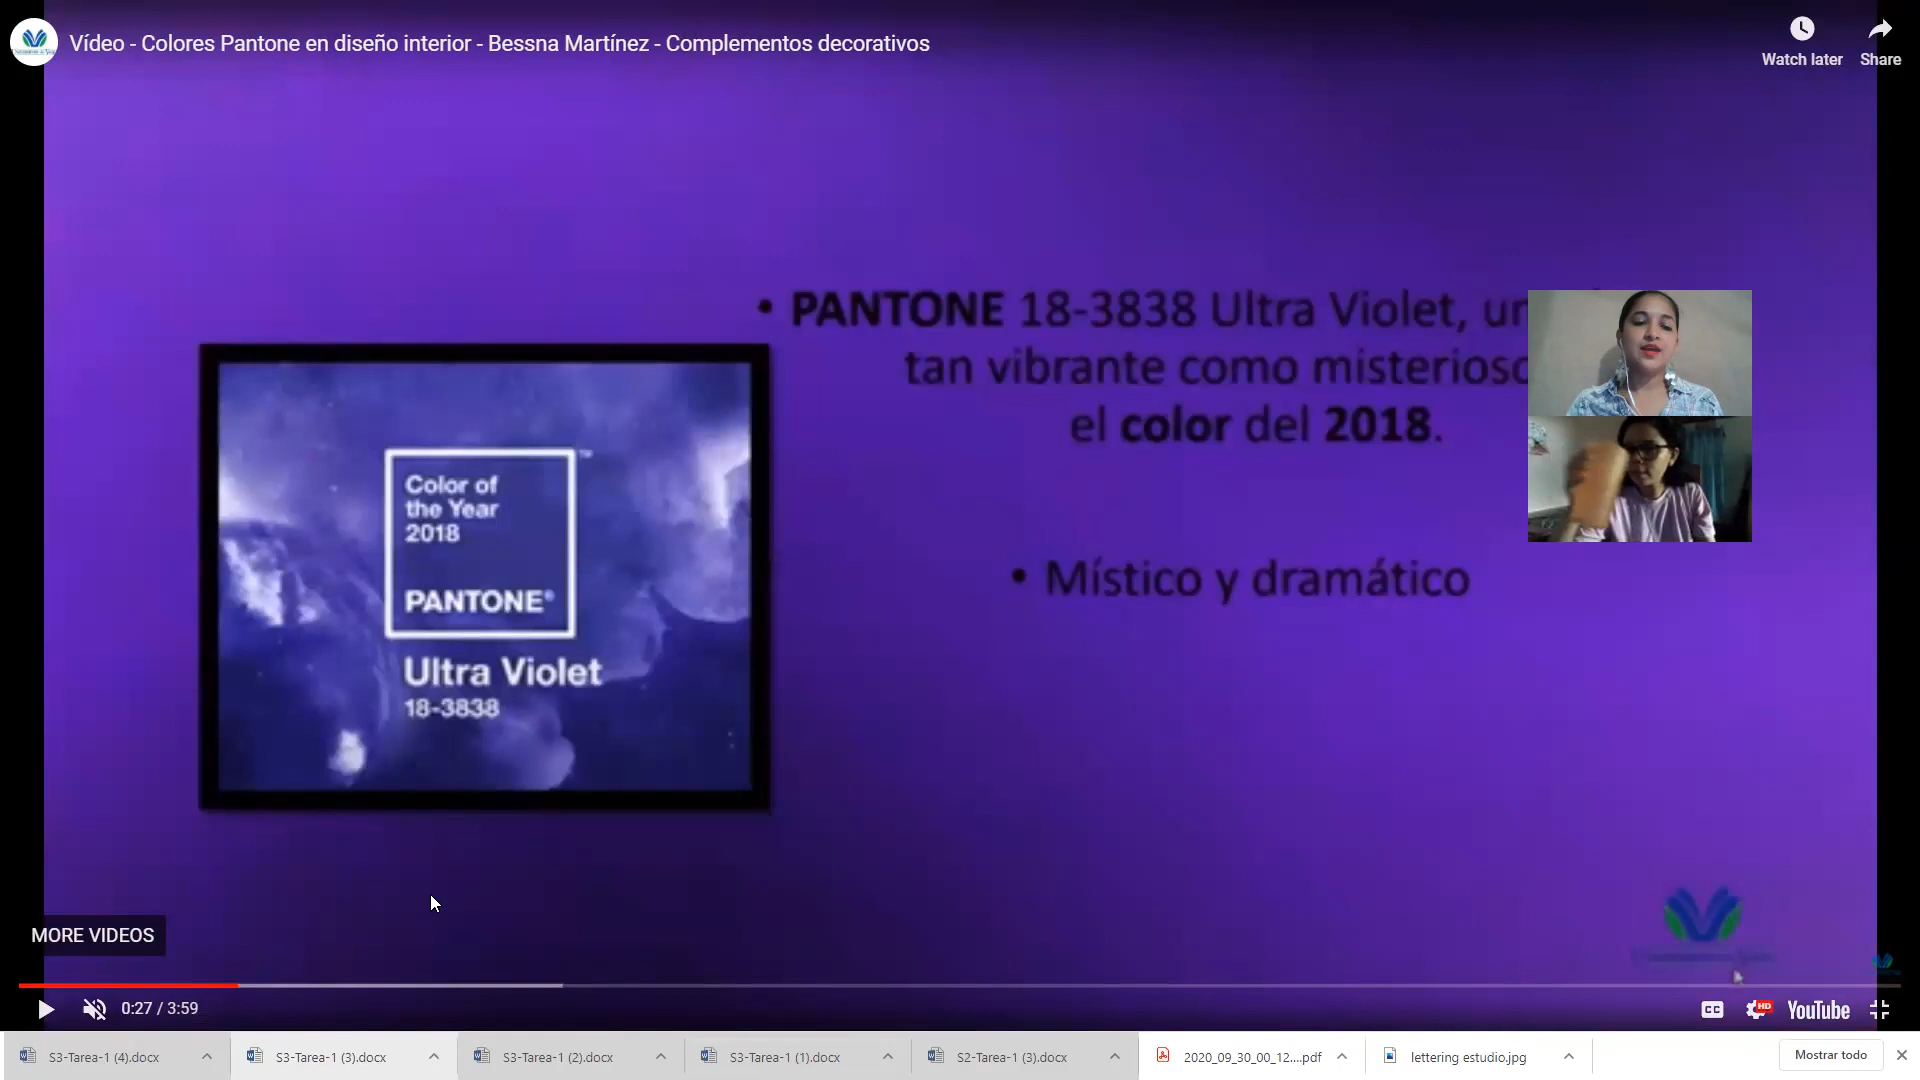 Vídeo - Colores Pantone en diseño interior - Bessna Martínez - Complementos decorativos
Watch later
Share
• PANTONE 18-3838 Ultra Violet,
tan vibrante como misterioso
el color del 2018.
• Místico y dramático
Color of
the Year
2018
PANTONE®
Ultra Violet
18-3838
™
MORE VIDEOS
0:27 / 3:59
CC
HD
YouTube
S3-Tarea-1 (4).docx
S3-Tarea-1 (3).docx
S3-Tarea-1 (2).docx
S3-Tarea-1 (1).docx
S2-Tarea-1 (3).docx
2020_09_30_00_12....pdf
lettering estudio.jpg
Mostrar todo